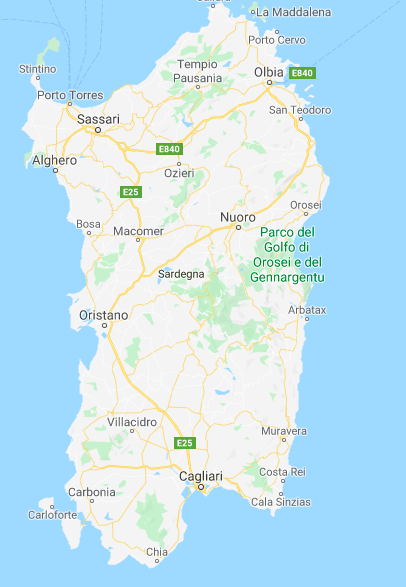 La Maddalena
Porto Cervo
Stintino
Tempio
Pausania
Olbia
E840
Porto Torres
San Teodoro
Sassari
E840
Alghero
Ozieri
E25
Orosei
Nuoro
Bosa
Macomer
Parco del
Golfo di
Orosei e del
Gennargentu
Sardegna
Arbatax
Oristano
Villacidro
Muravera
E25
Costa Rei
Cagliari
Carbonia
Cala Sinzias
Carloforte
Chia